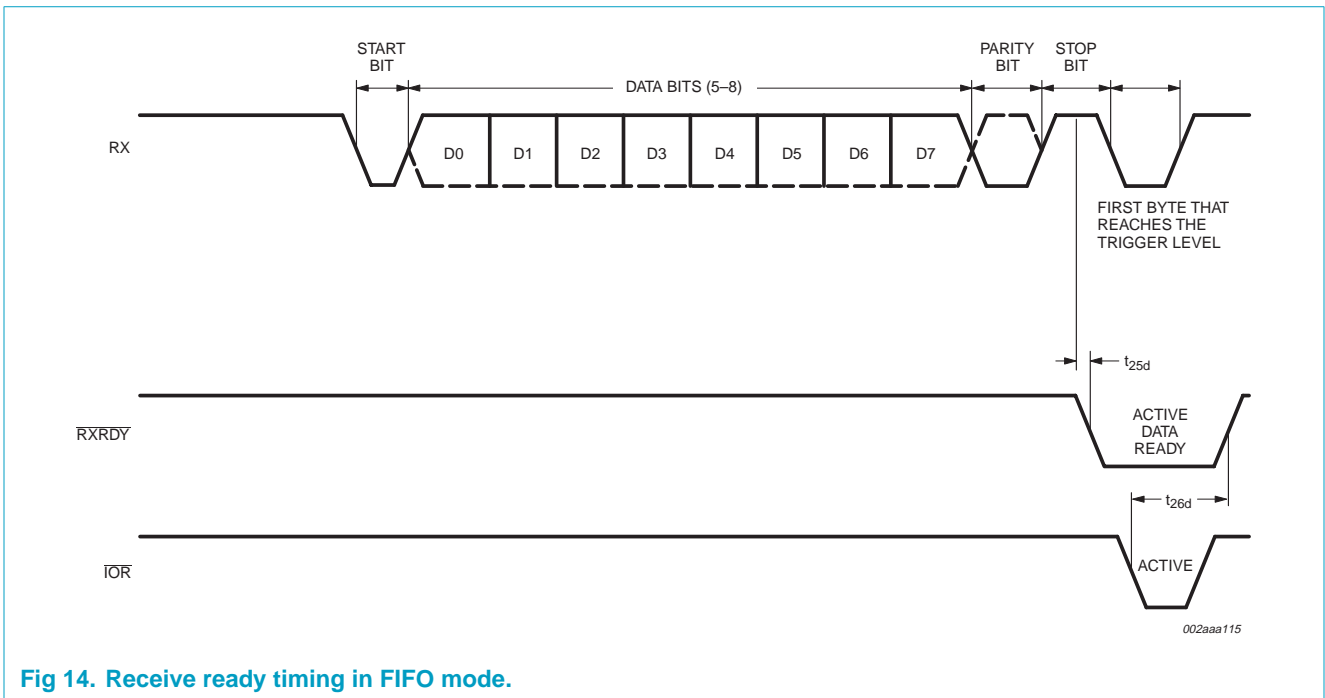 START
BIT
DATA BITS (5–8)
PARITY
BIT
STOP
BIT
RX
D0
D1
D2
D3
D4
D5
D6
D7
FIRST BYTE THAT
REACHES THE
TRIGGER LEVEL
t25d
RXRDY
ACTIVE
DATA
READY
t26d
IOR
ACTIVE
002aaa115
Fig 14. Receive ready timing in FIFO mode.